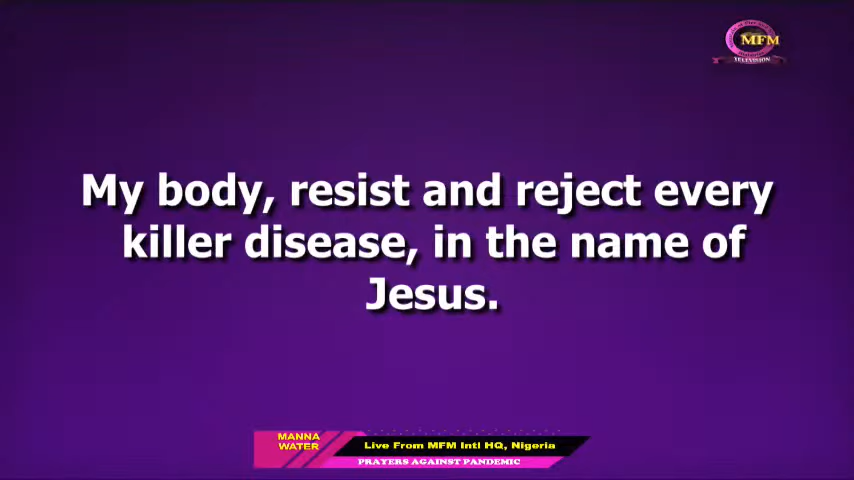 MFM
TELEVISION
My body, resist and reject every
killer disease, in the name of
Jesus.
MANNA
WATER
Live From MFM Intl HQ, Nigeria
PRAYERS AGAINST PANDEMIC